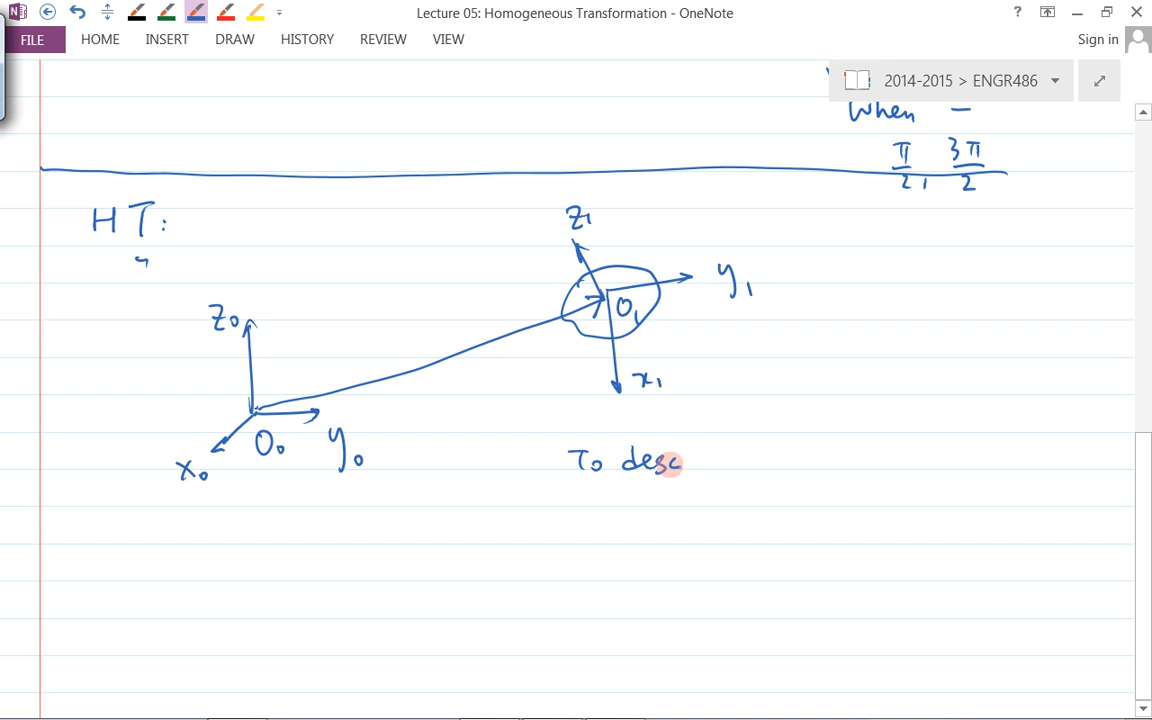 Lecture 05: Homogeneous Transformation - OneNote
?
FILE HOME INSERT DRAW HISTORY REVIEW VIEW Sign in
2014-2015 > ENGR486
When -
π/2, 3π/2
HT:
z₁
y₁
O₁
z₀
x₁
O₀ y₀
x₀
To desc